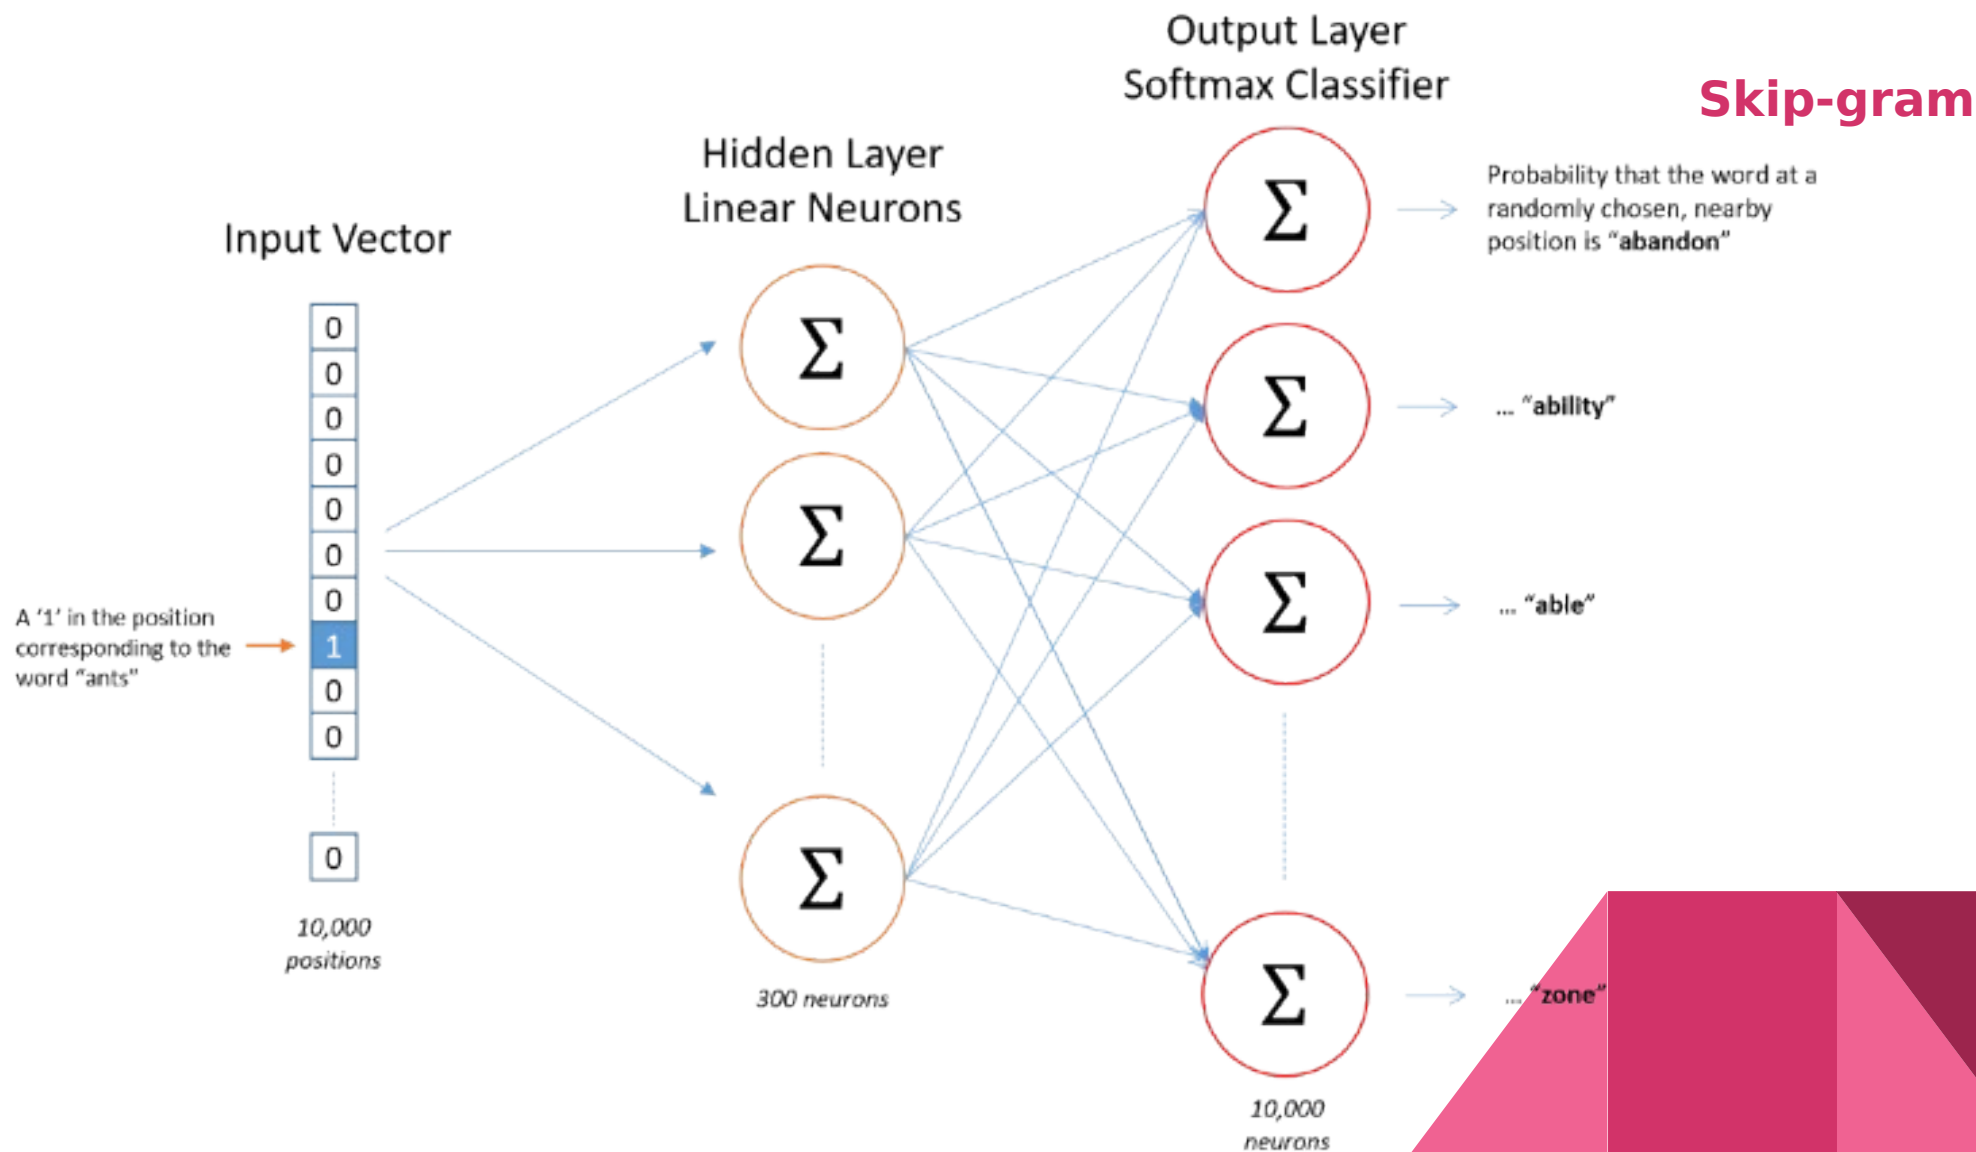 Output Layer
Softmax Classifier
Skip-gram
Hidden Layer
Linear Neurons
Input Vector
Probability that the word at a
randomly chosen, nearby
position is “abandon”
Σ
Σ
Σ
Σ
Σ
Σ
Σ
... “ability”
... “able”
... “zone”
0
0
0
0
0
0
0
1
0
0
0
A ‘1’ in the position
corresponding to the
word “ants”
10,000
positions
300 neurons
10,000
neurons